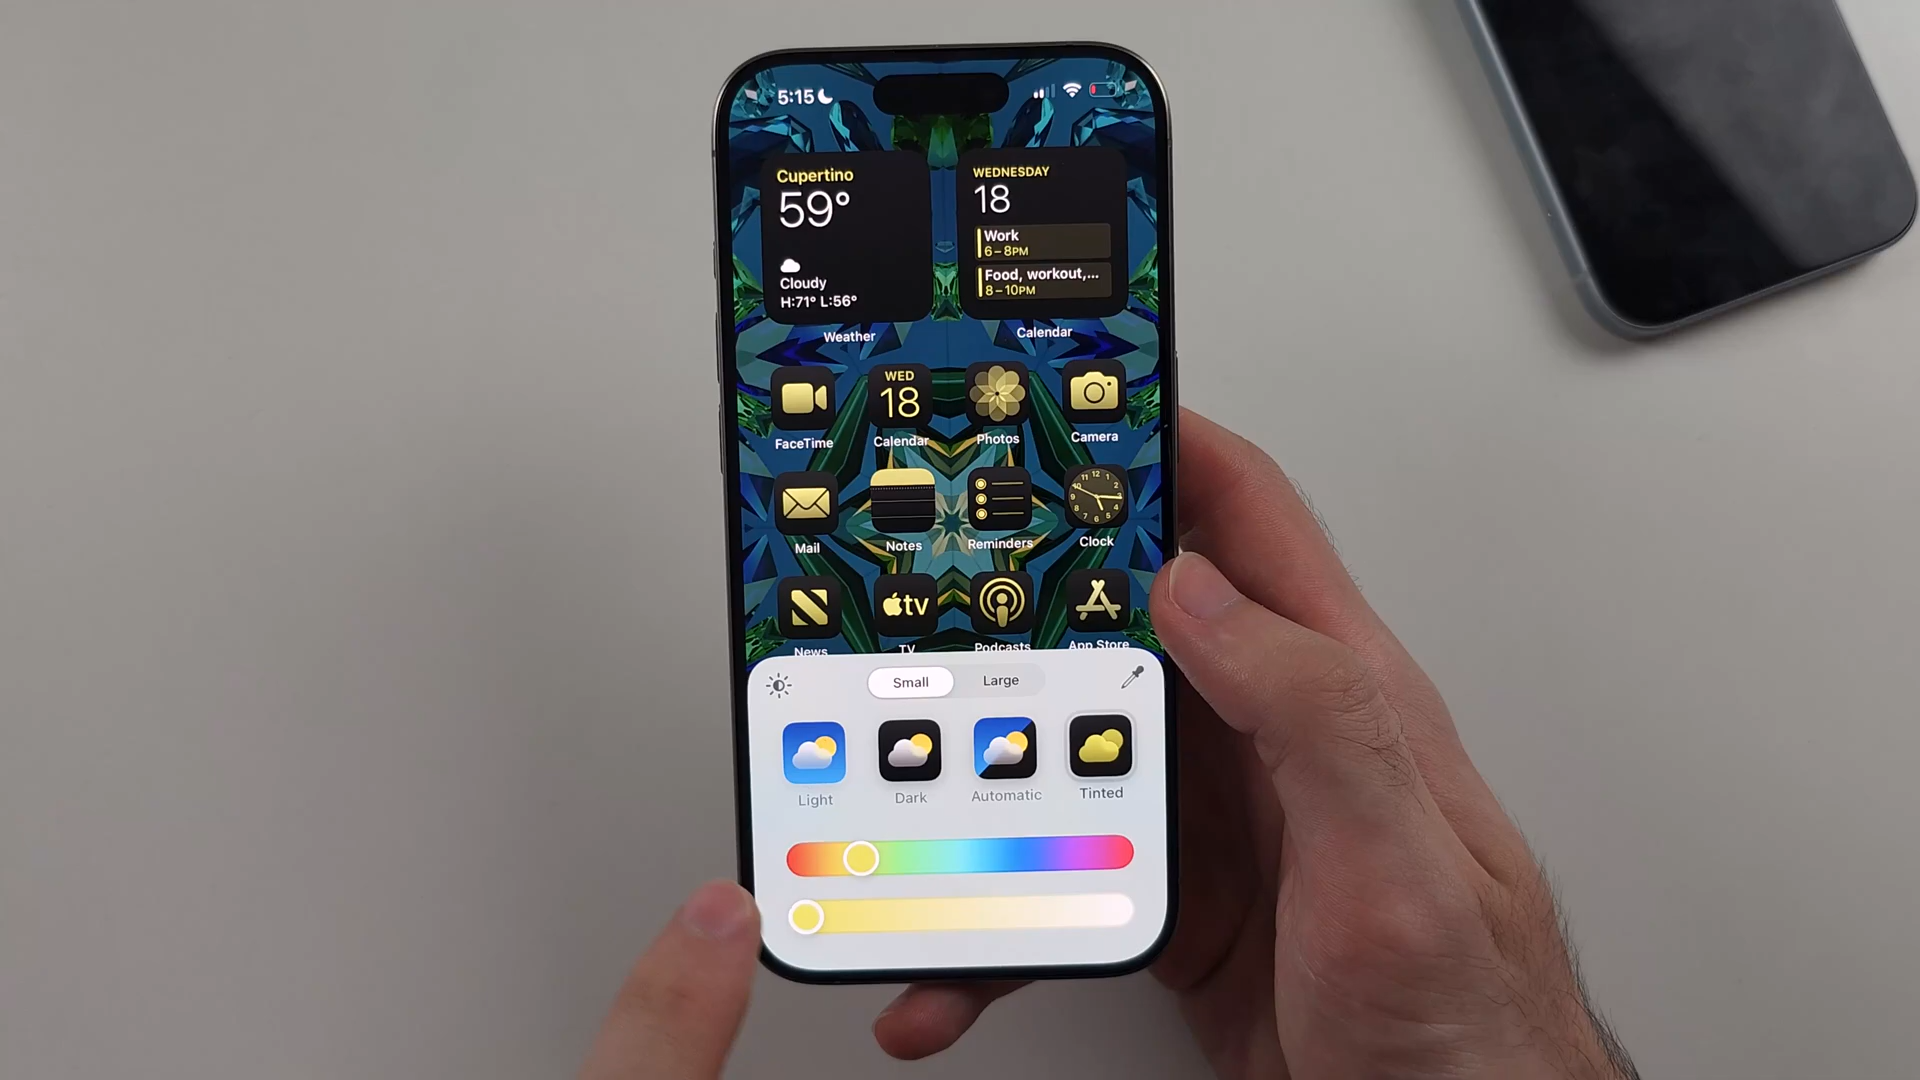 5:15
Cupertino
59°
Cloudy
H:71° L:56°
Weather
WEDNESDAY
18
Work
6–8PM
Food, workout,...
8–10PM
Calendar
FaceTime
WED
18
Calendar
Photos
Camera
Mail
Notes
Reminders
Clock
tv
News
TV
Podcasts
App Store
Small
Large
Light
Dark
Automatic
Tinted